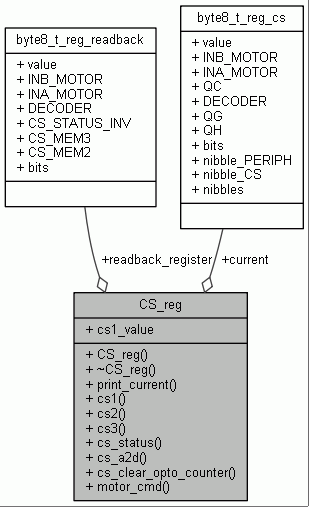 byte8_t_reg_readback
+ value
+ INB_MOTOR
+ INA_MOTOR
+ DECODER
+ CS_STATUS_INV
+ CS_MEM3
+ CS_MEM2
+ bits
byte8_t_reg_cs
+ value
+ INB_MOTOR
+ INA_MOTOR
+ QC
+ DECODER
+ QG
+ QH
+ bits
+ nibble_PERIPH
+ nibble_CS
+ nibbles
+readback_register
+current
CS_reg
+ cs1_value
+ CS_reg()
+ ~CS_reg()
+ print_current()
+ cs1()
+ cs2()
+ cs3()
+ cs_status()
+ cs_a2d()
+ cs_clear_opto_counter()
+ motor_cmd()